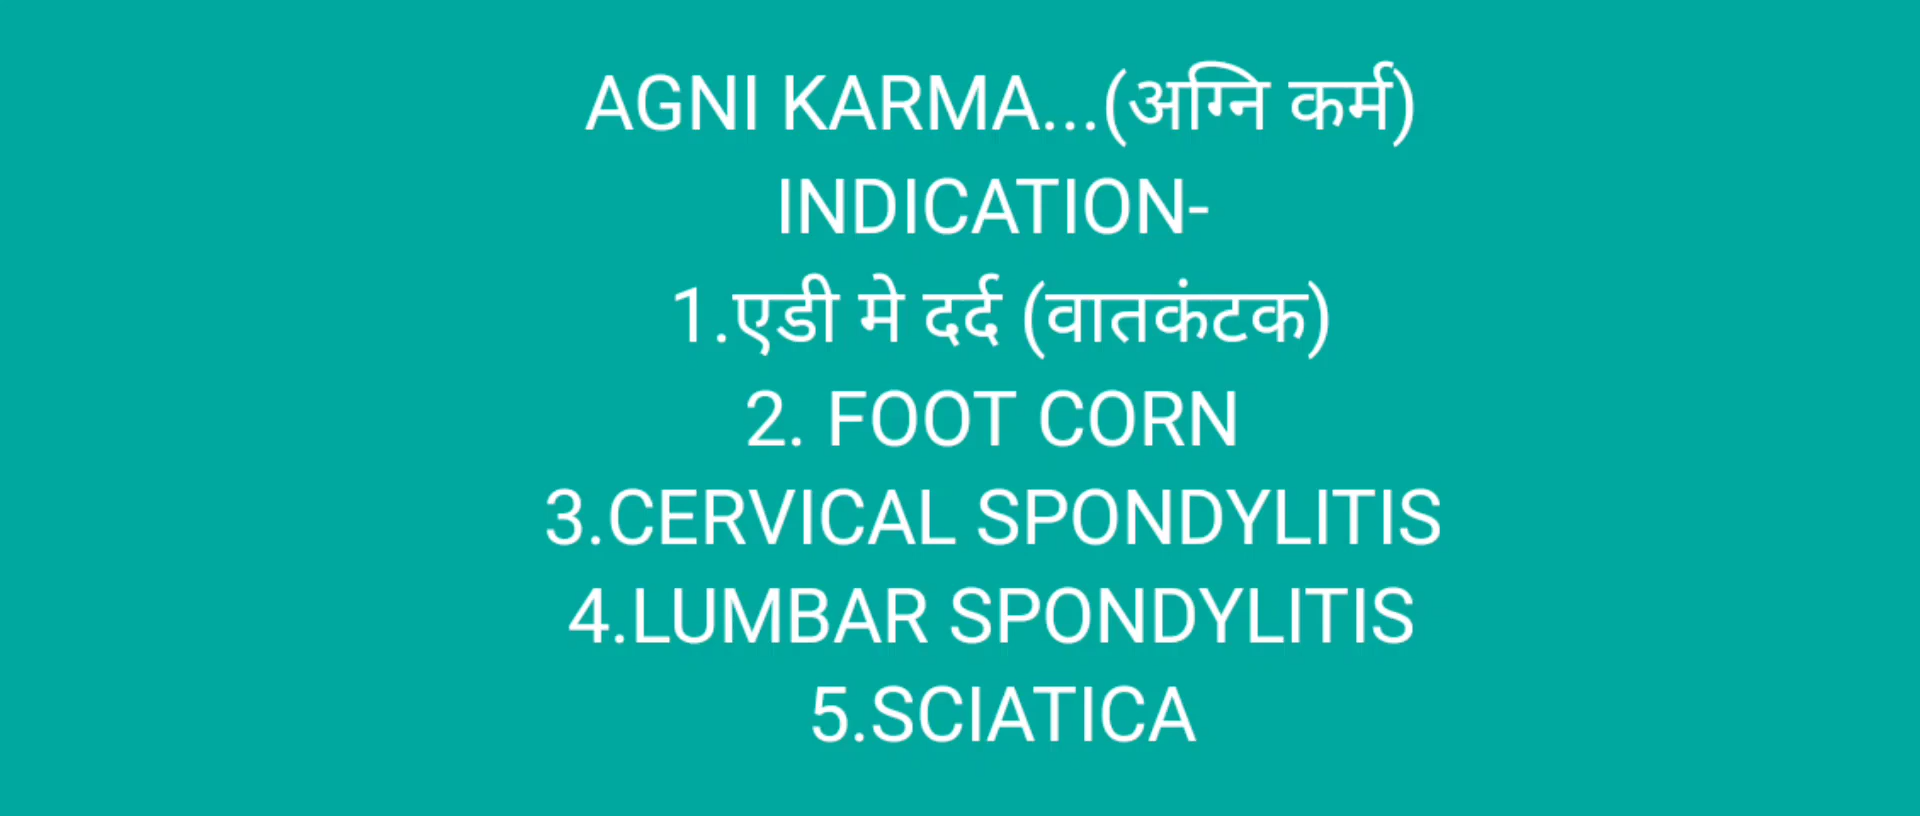 AGNI KARMA...(अग्नि कर्म)
INDICATION-
1.एडी मे दर्द (वातकंटक)
2. FOOT CORN
3.CERVICAL SPONDYLITIS
4.LUMBAR SPONDYLITIS
5.SCIATICA